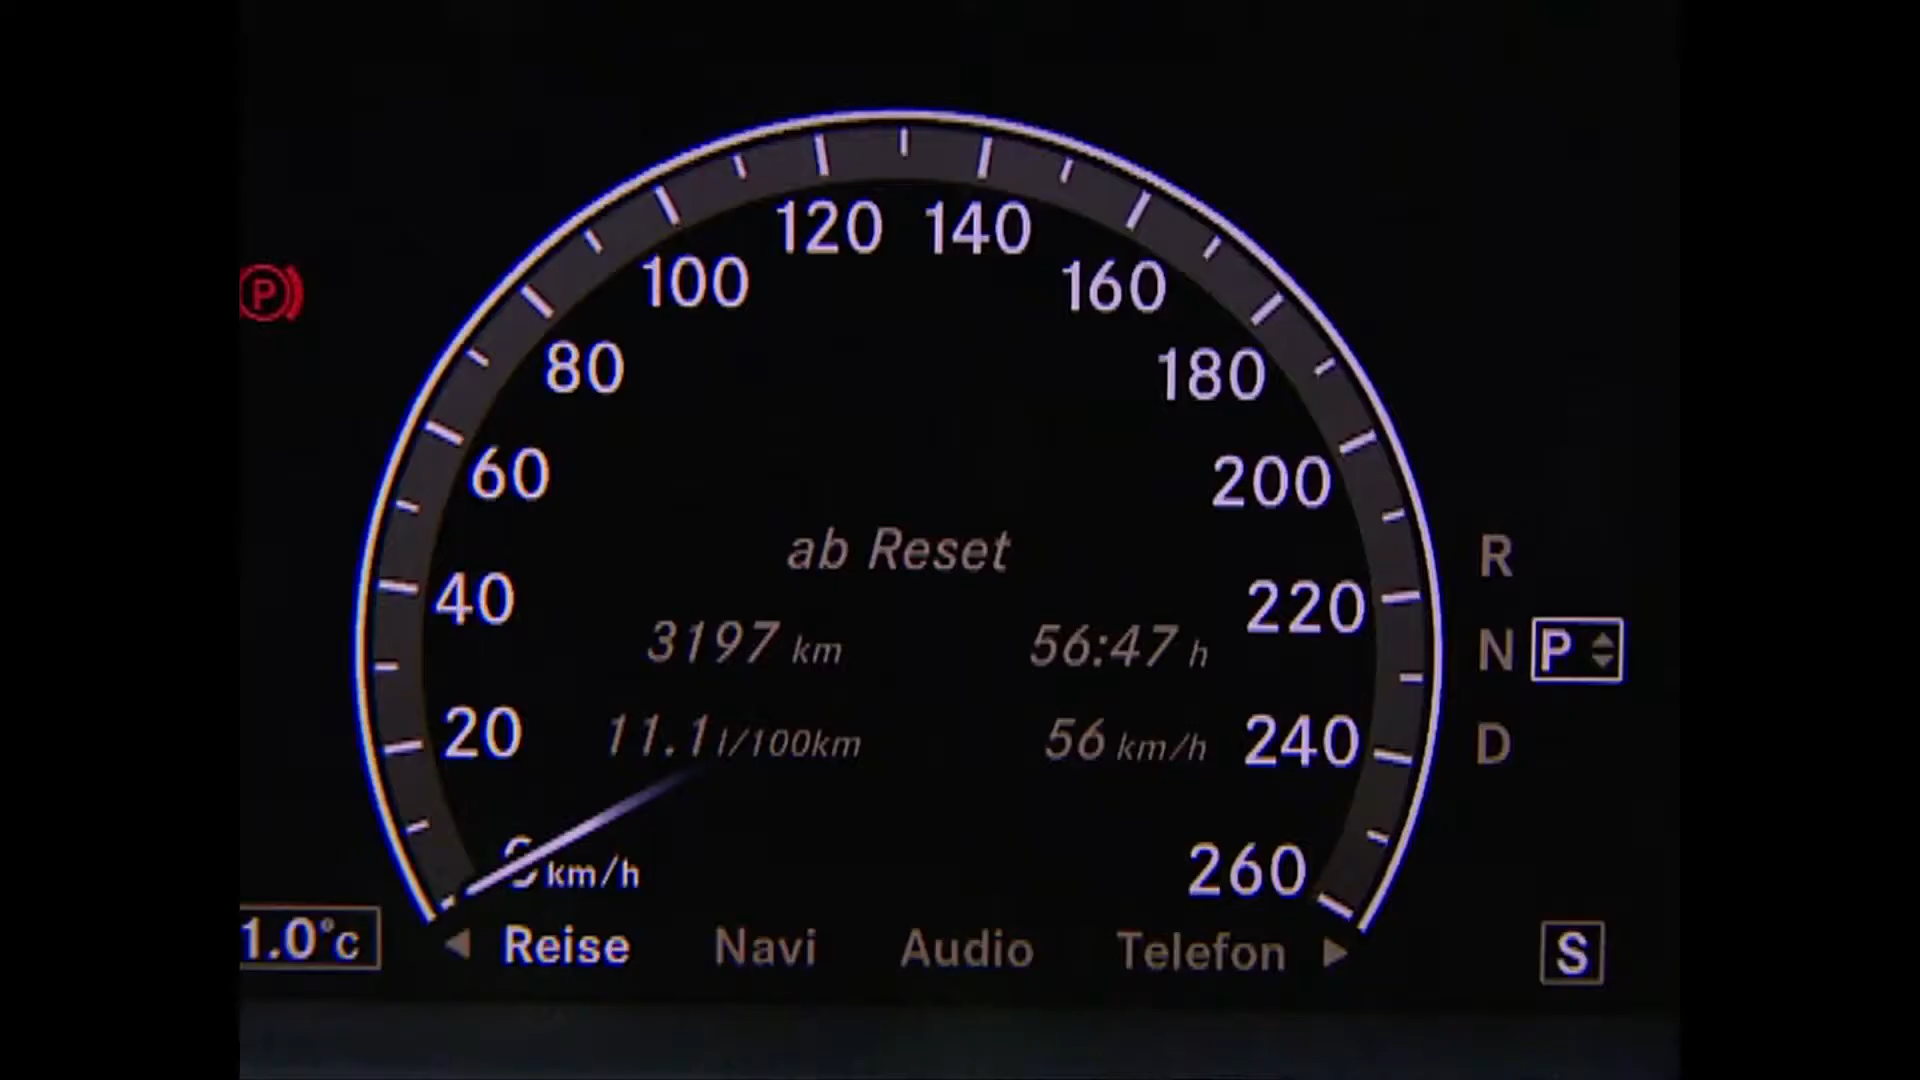 120 140
100 160
80 180
60 200
40 220
20 240
0 km/h 260
ab Reset
3197 km 56:47 h
11.1 l/100km 56 km/h
P
R
N P
D
1.0°C
Reise Navi Audio Telefon
S